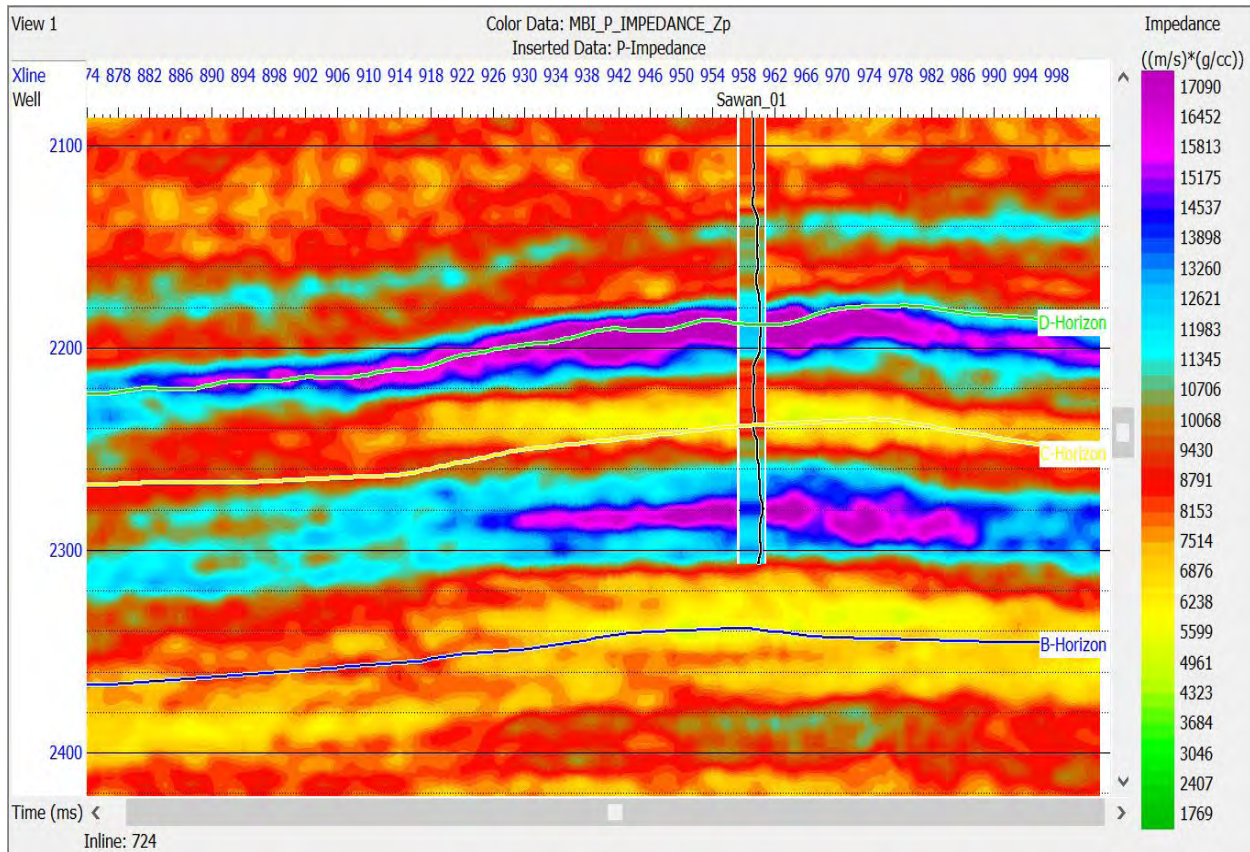 View 1
Color Data: MBI_P_IMPEDANCE_Zp
Inserted Data: P-Impedance
Impedance
((m/s)*(g/cc))
Xline 74 878 882 886 890 894 898 902 906 910 914 918 922 926 930 934 938 942 946 950 954 958 962 966 970 974 978 982 986 990 994 998
Well
Sawan_01
2100
2200
2300
2400
D-Horizon
C-Horizon
B-Horizon
17090
16452
15813
15175
14537
13898
13260
12621
11983
11345
10706
10068
9430
8791
8153
7514
6876
6238
5599
4961
4323
3684
3046
2407
1769
Time (ms)
Inline: 724